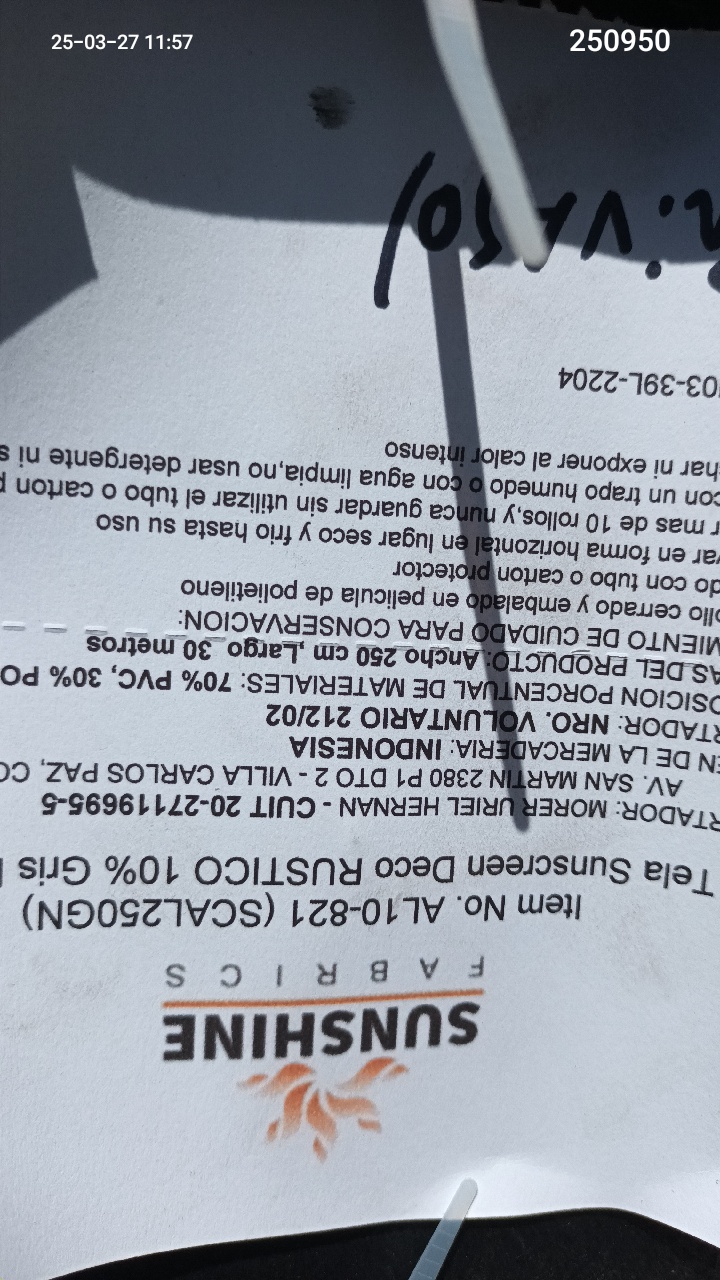 25-03-27 11:57
250950
SUNSHINE
FABRICS
Item No. AL10-821 (SCAL250GN)
Tela Sunscreen Deco RUSTICO 10% Gris
RTADOR: MORER URIEL HERNAN - CUIT 20-27119695-5
AV. SAN MARTIN 2380 P1 DTO 2 - VILLA CARLOS PAZ, CO
EN DE LA MERCADERIA: INDONESIA
RTADOR: NRO. VOLUNTARIO 212/02
OSICION PORCENTUAL DE MATERIALES: 70% PVC, 30% PO
AS DEL PRODUCTO: Ancho 250 cm ,Largo 30 metros
MIENTO DE CUIDADO PARA CONSERVACION:
ollo cerrado y embalado en pelicula de polietileno
do con tubo o carton protector
var en forma horizontal en lugar seco y frio hasta su uso
r mas de 10 rollos,y nunca guardar sin utilizar el tubo o carton p
con un trapo humedo o con agua limpia,no usar detergente ni s
char ni exponer al calor intenso
03-39L-2204